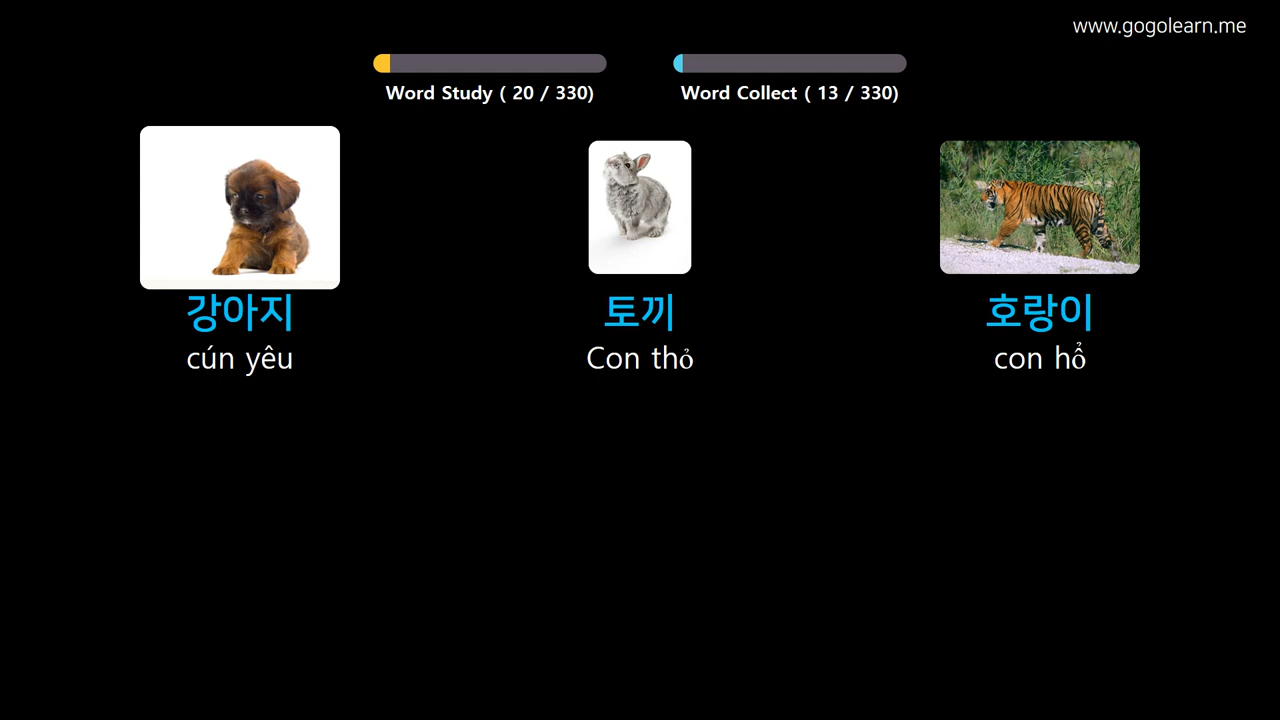 www.gogolearn.me
Word Study ( 20 / 330)
Word Collect ( 13 / 330)
강아지
cún yêu
토끼
Con thỏ
호랑이
con hổ